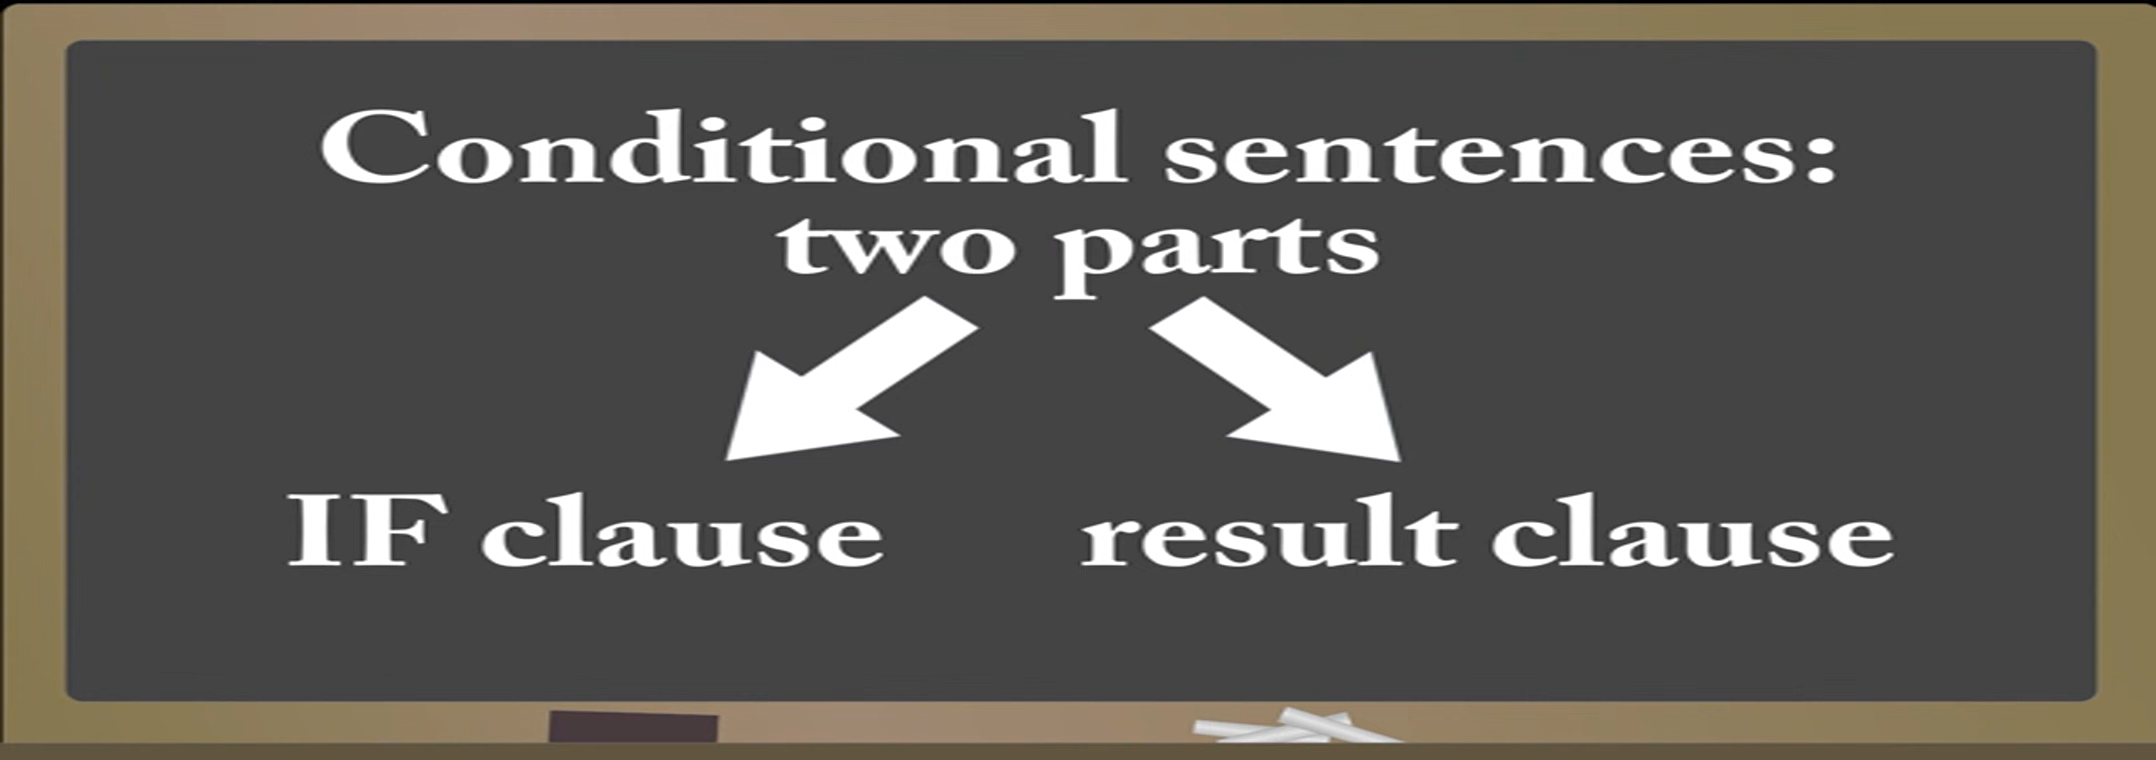 Conditional sentences:
two parts
IF clause
result clause